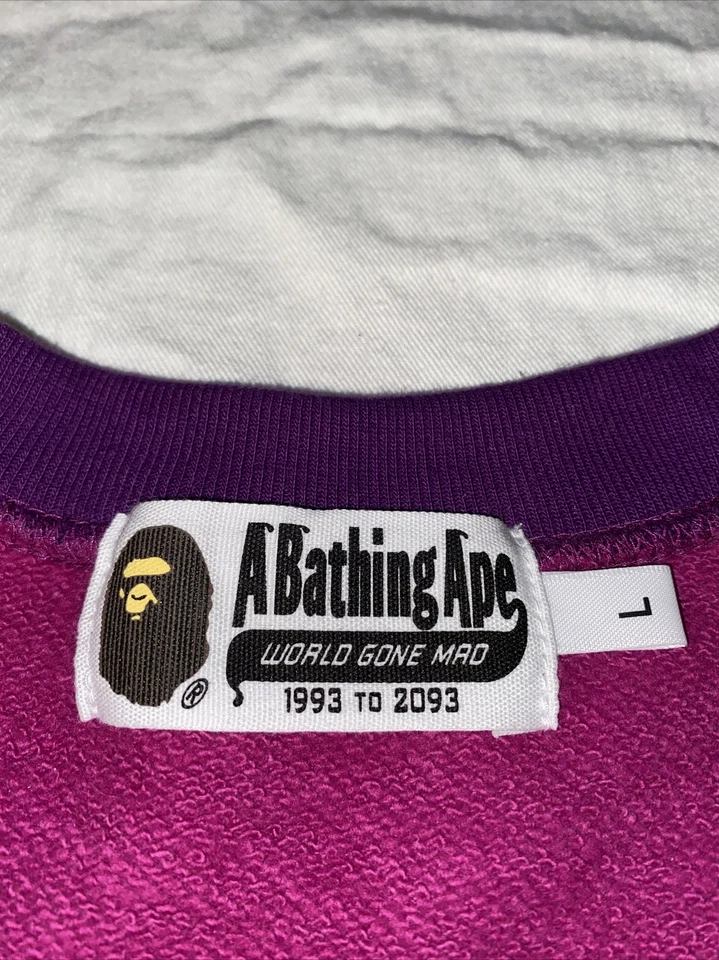 A Bathing Ape
WORLD GONE MAD
1993 TO 2093
®
L